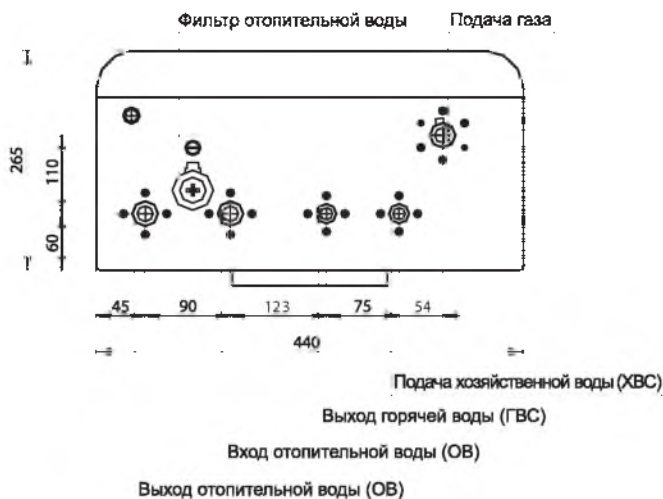 Фильтр отопительной воды Подача газа
265
110
60
45 90 123 75 54
440
Подача хозяйственной воды (ХВС)
Выход горячей воды (ГВС)
Вход отопительной воды (ОВ)
Выход отопительной воды (ОВ)